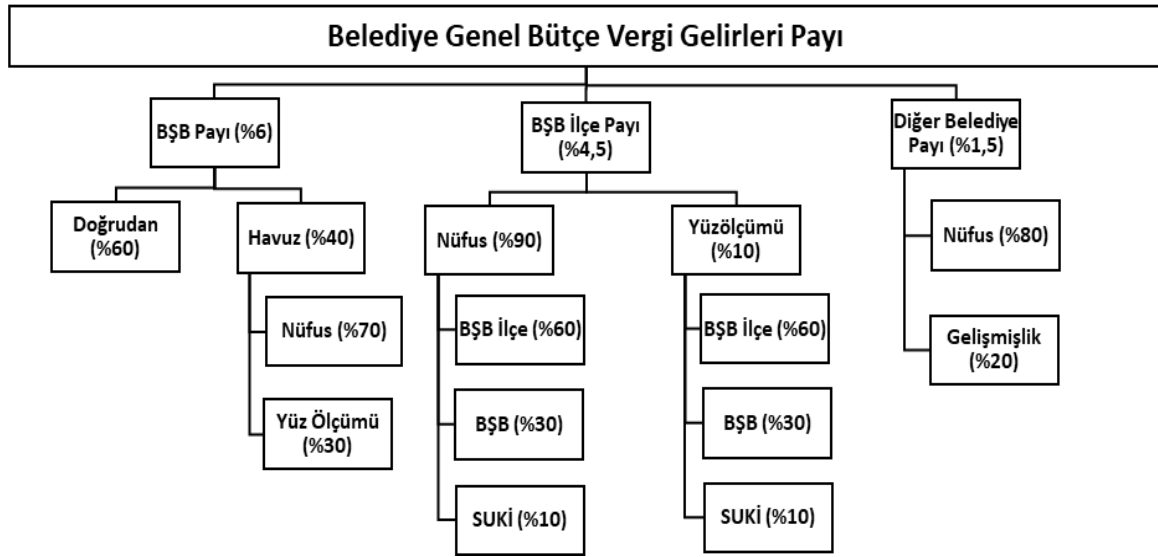 Belediye Genel Bütçe Vergi Gelirleri Payı
BŞB Payı (%6)
BŞB İlçe Payı
(%4,5)
Diğer Belediye
Payı (%1,5)
Doğrudan
(%60)
Havuz (%40)
Nüfus (%90)
Yüzölçümü
(%10)
Nüfus (%80)
Nüfus (%70)
BŞB İlçe (%60)
BŞB İlçe (%60)
Gelişmişlik
(%20)
Yüz Ölçümü
(%30)
BŞB (%30)
BŞB (%30)
SUKİ (%10)
SUKİ (%10)